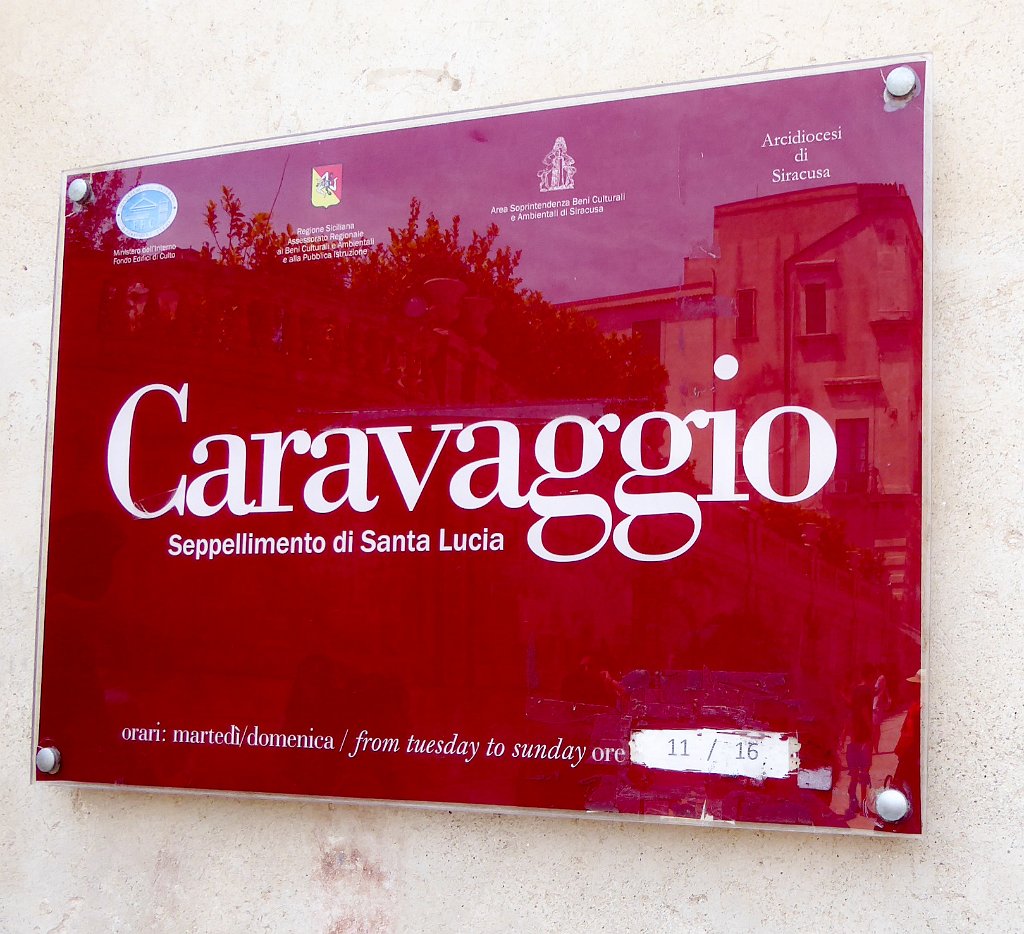 Ministero dell'Interno
Fondo Edifici di Culto
Regione Siciliana
Assessorato Regionale
ai Beni Culturali e Ambientali
e alla Pubblica Istruzione
Area Soprintendenza Beni Culturali
e Ambientali di Siracusa
Arcidiocesi
di
Siracusa
Caravaggio
Seppellimento di Santa Lucia
orari: martedì/domenica / from tuesday to sunday ore 11 / 16